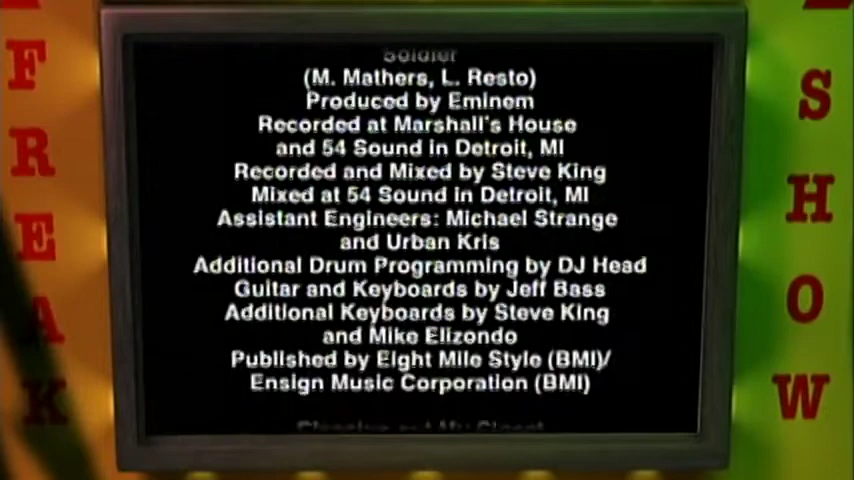 FREAK
Soldier
(M. Mathers, L. Resto)
Produced by Eminem
Recorded at Marshall's House
and 54 Sound in Detroit, MI
Recorded and Mixed by Steve King
Mixed at 54 Sound in Detroit, MI
Assistant Engineers: Michael Strange
and Urban Kris
Additional Drum Programming by DJ Head
Guitar and Keyboards by Jeff Bass
Additional Keyboards by Steve King
and Mike Elizondo
Published by Eight Mile Style (BMI)/
Ensign Music Corporation (BMI)
SHOW